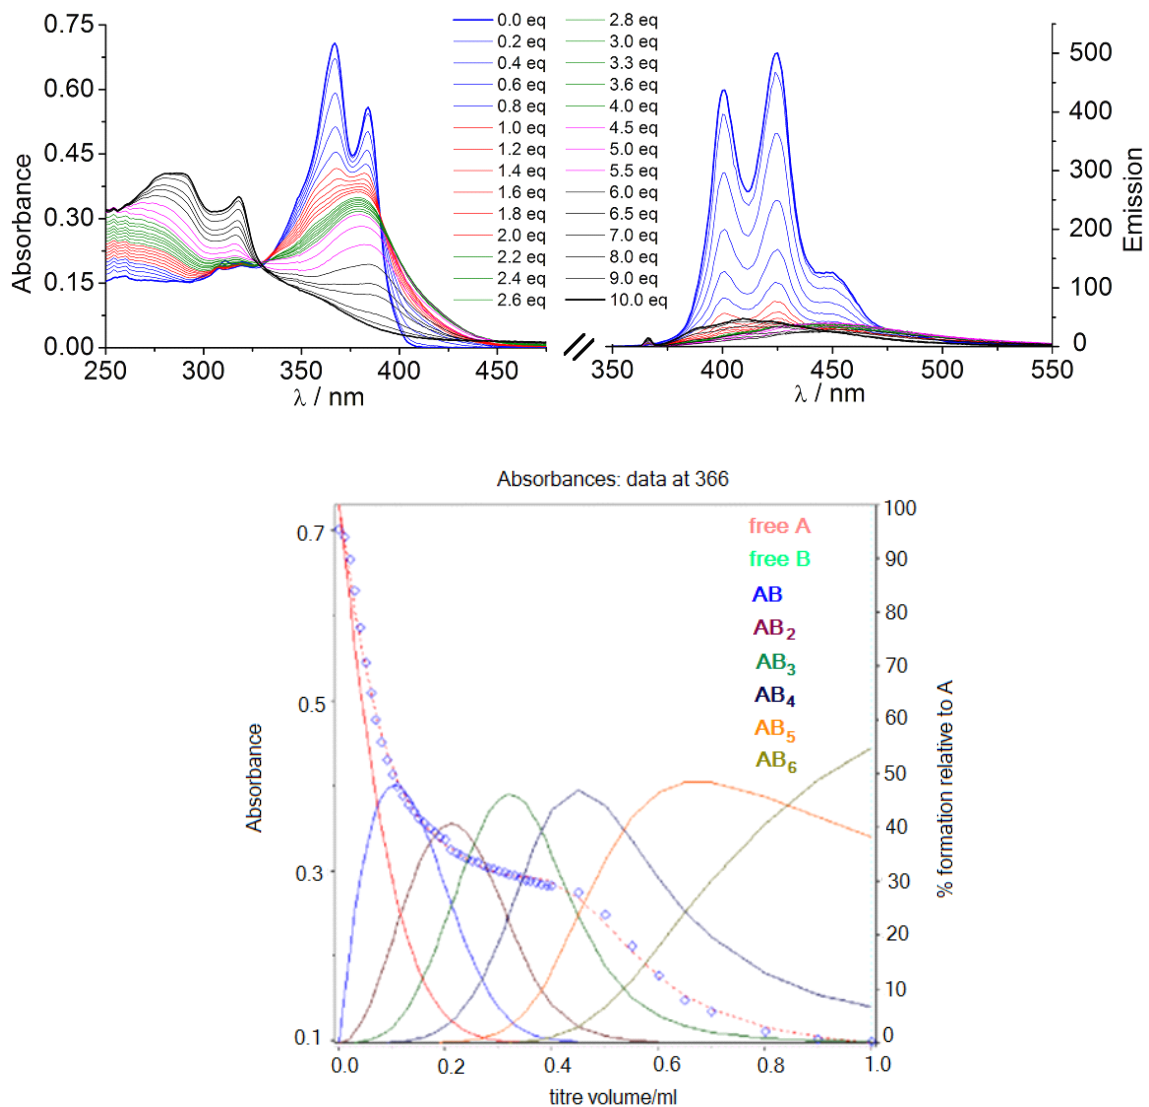 0.75
0.60
0.45
0.30
0.15
0.00
Absorbance
250
300
350
400
450
λ / nm
0.0 eq
0.2 eq
0.4 eq
0.6 eq
0.8 eq
1.0 eq
1.2 eq
1.4 eq
1.6 eq
1.8 eq
2.0 eq
2.2 eq
2.4 eq
2.6 eq
2.8 eq
3.0 eq
3.3 eq
3.6 eq
4.0 eq
4.5 eq
5.0 eq
5.5 eq
6.0 eq
6.5 eq
7.0 eq
8.0 eq
9.0 eq
10.0 eq
500
400
300
200
100
0
Emission
350
400
450
500
550
λ / nm
Absorbances: data at 366
0.7
0.5
0.3
0.1
Absorbance
free A
free B
AB
AB2
AB3
AB4
AB5
AB6
100
90
80
70
60
50
40
30
20
10
0
% formation relative to A
0.0
0.2
0.4
0.6
0.8
1.0
titre volume/ml